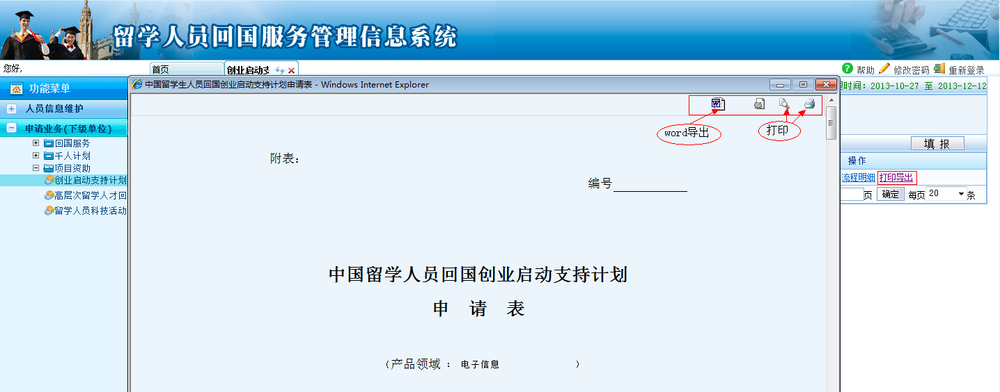 留学人员回国服务管理信息系统
您好,
首页
创业启动支
帮助 修改密码 重新登录
功能菜单
中国留学生人员回国创业启动支持计划申请表 - Windows Internet Explorer
时间: 2013-10-27 至 2013-12-12
人员信息维护
word导出
打印
申请业务(下级单位)
回国服务
填 报
千人计划
附表:
操作
项目资助
创业启动支持计划
编号
流程明细 打印导出
高层次留学人才回
页 确定 每页 20 条
留学人员科技活动
中国留学人员回国创业启动支持计划
申 请 表
(产品领域 : 电子信息 )